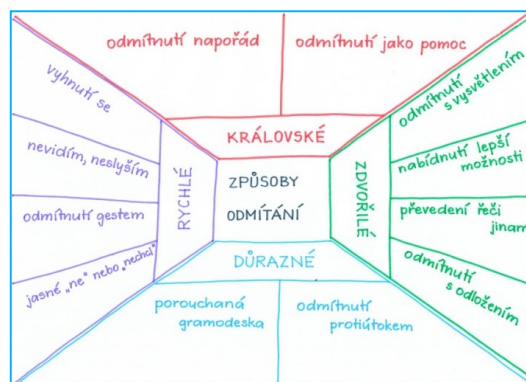 odmítnutí napořád
odmítnutí jako pomoc
KRÁLOVSKÉ
vyhnutí se
nevidím, neslyším
odmítnutí gestem
jasné „ne" nebo „nechci"
RYCHLÉ
ZPŮSOBY
ODMÍTÁNÍ
ZDVOŘILÉ
odmítnutí
s vysvětlením
nabídnutí lepší
možnosti
převedení řeči
jinam
odmítnutí
s odložením
DŮRAZNÉ
porouchaná
gramodeska
odmítnutí
protiútokem